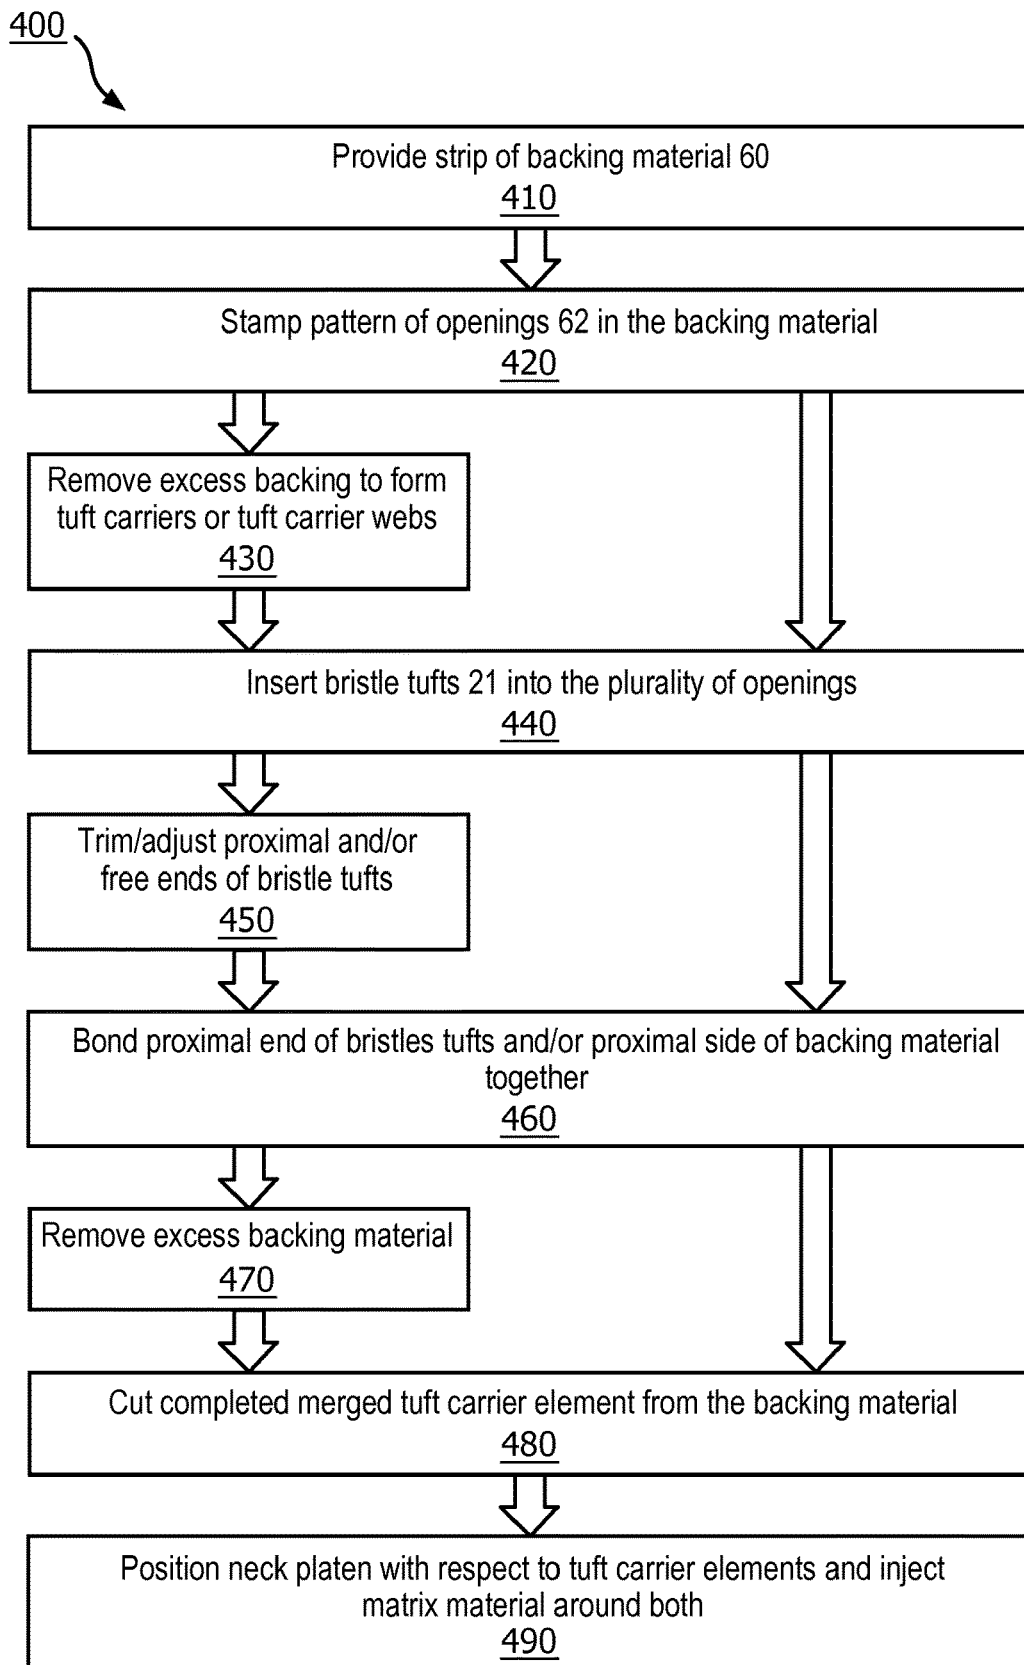 400
Provide strip of backing material 60
410
Stamp pattern of openings 62 in the backing material
420
Remove excess backing to form
tuft carriers or tuft carrier webs
430
Insert bristle tufts 21 into the plurality of openings
440
Trim/adjust proximal and/or
free ends of bristle tufts
450
Bond proximal end of bristles tufts and/or proximal side of backing material
together
460
Remove excess backing material
470
Cut completed merged tuft carrier element from the backing material
480
Position neck platen with respect to tuft carrier elements and inject
matrix material around both
490